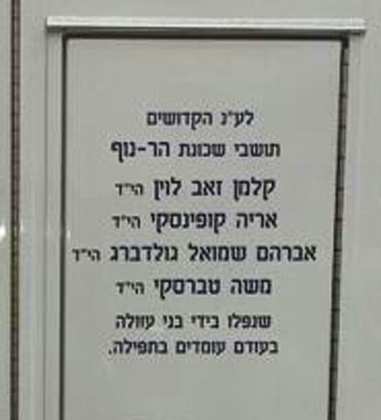 לע"נ הקדושים
תושבי שכונת הר-נוף
קלמן זאב לוין הי"ד
אריה קופינסקי הי"ד
אברהם שמואל גולדברג הי"ד
משה טברסקי הי"ד
שנפלו בידי בני עוולה
בעודם עומדים בתפילה.